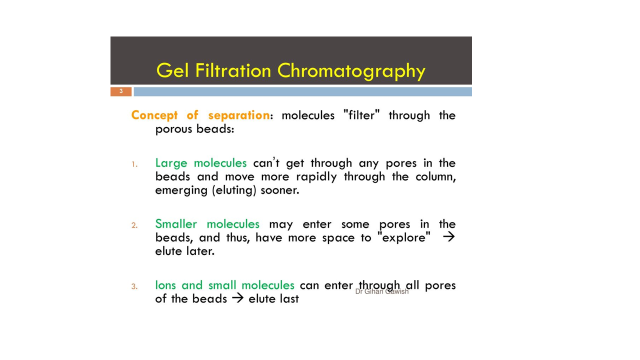 Gel Filtration Chromatography
3
Concept of separation: molecules "filter" through the
porous beads:
1. Large molecules can't get through any pores in the
beads and move more rapidly through the column,
emerging (eluting) sooner.
2. Smaller molecules may enter some pores in the
beads, and thus, have more space to "explore" →
elute later.
3. Ions and small molecules can enter through all pores
of the beads → elute last
Dr Gihan Gawish